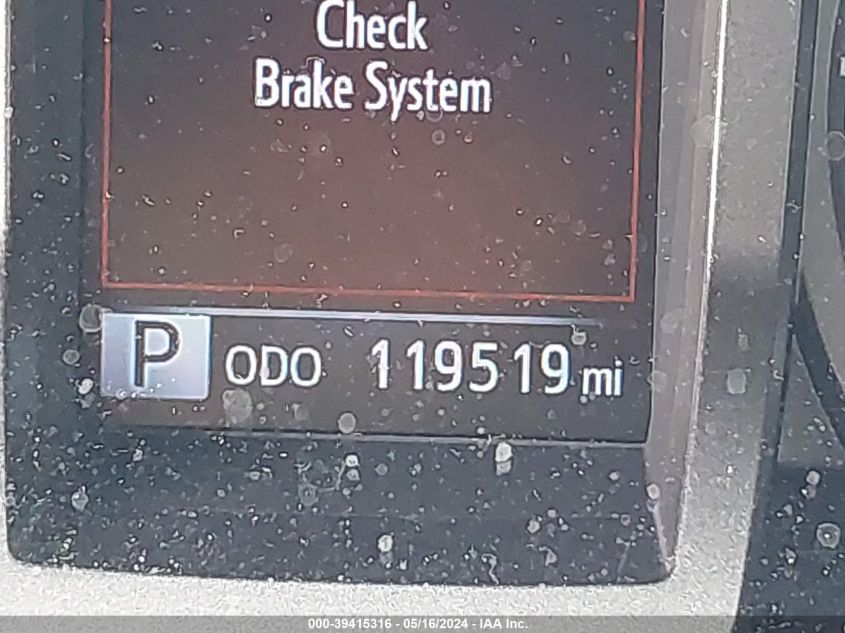 Check
Brake System
P ODO 119519 mi
000-39415316 - 05/16/2024 - IAA Inc.